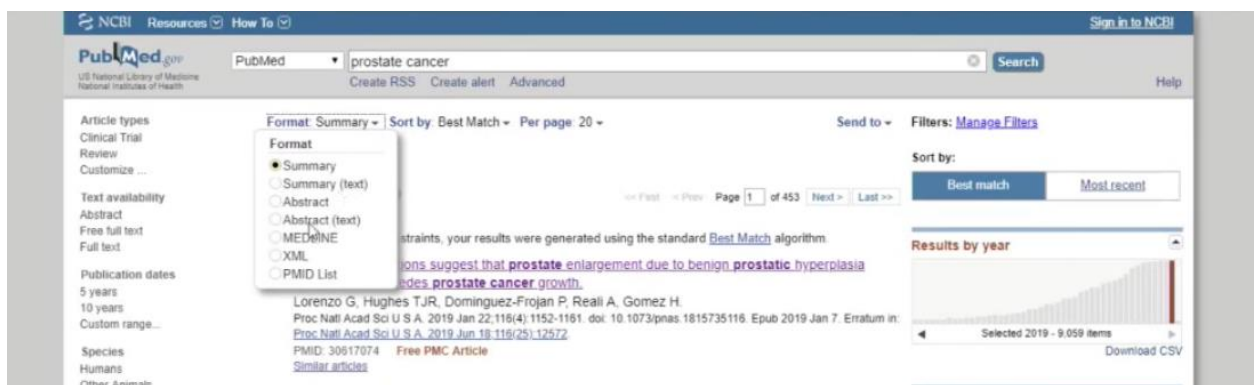 NCBI Resources How To Sign in to NCBI
PubMed.gov
US National Library of Medicine
National Institutes of Health
PubMed prostate cancer Search
Create RSS Create alert Advanced Help
Article types
Clinical Trial
Review
Customize ...
Text availability
Abstract
Free full text
Full text
Publication dates
5 years
10 years
Custom range...
Species
Humans
Other Animals
Format: Summary Sort by: Best Match Per page: 20 Send to
Format
Summary
Summary (text)
Abstract
Abstract (text)
MEDLINE
XML
PMID List
<< First < Prev Page 1 of 453 Next > Last >>
straints, your results were generated using the standard Best Match algorithm.
ions suggest that prostate enlargement due to benign prostatic hyperplasia
edes prostate cancer growth.
Lorenzo G, Hughes TJR, Dominguez-Frojan P, Reali A, Gomez H.
Proc Natl Acad Sci U S A. 2019 Jan 22;116(4):1152-1161. doi: 10.1073/pnas.1815735116. Epub 2019 Jan 7. Erratum in:
Proc Natl Acad Sci U S A. 2019 Jun 18;116(25):12572.
PMID: 30617074 Free PMC Article
Similar articles
Filters: Manage Filters
Sort by:
Best match Most recent
Results by year
Selected 2019 - 9,059 items
Download CSV